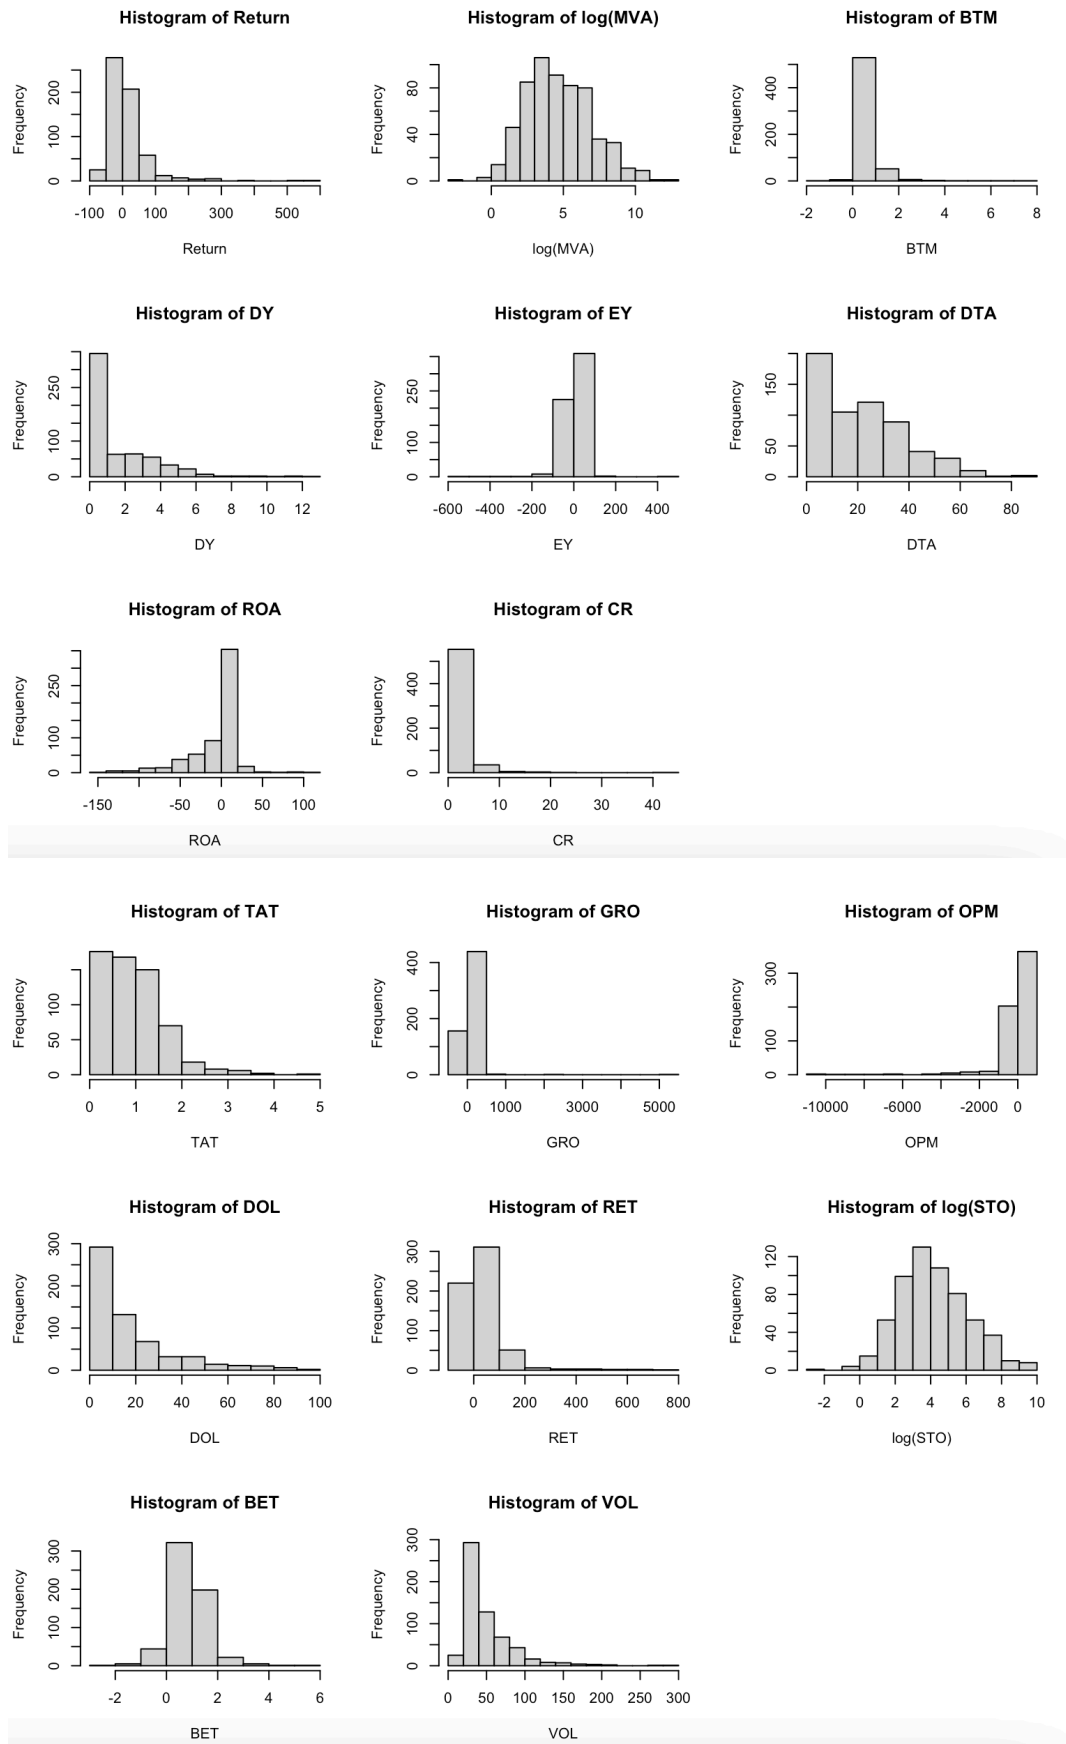 Histogram of Return
Histogram of log(MVA)
Histogram of BTM
Frequency
0 100 200
-100 0 100 300 500
Return
Frequency
0 40 80
0 5 10
log(MVA)
Frequency
0 200 400
-2 0 2 4 6 8
BTM
Histogram of DY
Histogram of EY
Histogram of DTA
Frequency
0 100 250
0 2 4 6 8 10 12
DY
Frequency
0 100 250
-600 -400 -200 0 200 400
EY
Frequency
0 50 150
0 20 40 60 80
DTA
Histogram of ROA
Histogram of CR
Frequency
0 100 250
-150 -50 0 50 100
ROA
Frequency
0 200 400
0 10 20 30 40
CR
Histogram of TAT
Histogram of GRO
Histogram of OPM
Frequency
0 50 100
0 1 2 3 4 5
TAT
Frequency
0 200 400
0 1000 3000 5000
GRO
Frequency
0 100 300
-10000 -6000 -2000 0
OPM
Histogram of DOL
Histogram of RET
Histogram of log(STO)
Frequency
0 100 200 300
0 20 40 60 80 100
DOL
Frequency
0 100 200 300
0 200 400 600 800
RET
Frequency
0 40 80 120
-2 0 2 4 6 8 10
log(STO)
Histogram of BET
Histogram of VOL
Frequency
0 100 200 300
-2 0 2 4 6
BET
Frequency
0 100 200 300
0 50 100 150 200 250 300
VOL